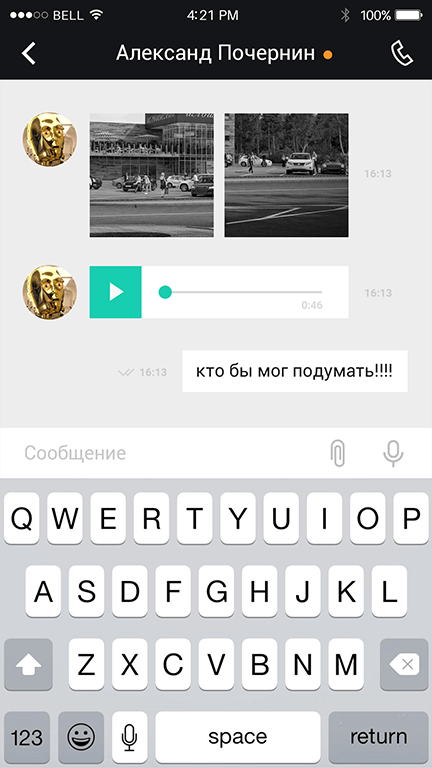 BELL 4:21 PM 100%
Александ Почернин
16:13
16:13
0:46
16:13 кто бы мог подумать!!!!
Сообщение
Q W E R T Y U I O P
A S D F G H J K L
Z X C V B N M
123 space return